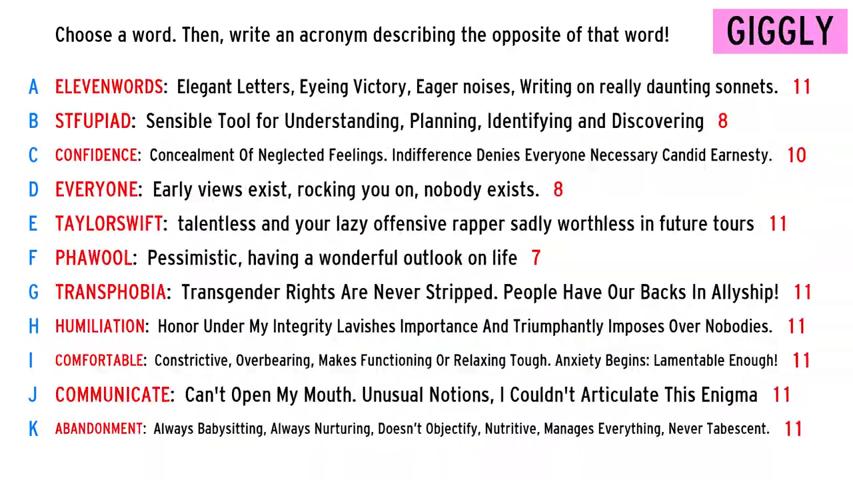 Choose a word. Then, write an acronym describing the opposite of that word! GIGGLY
A ELEVENWORDS: Elegant Letters, Eyeing Victory, Eager noises, Writing on really daunting sonnets. 11
B STFUPIAD: Sensible Tool for Understanding, Planning, Identifying and Discovering 8
C CONFIDENCE: Concealment Of Neglected Feelings. Indifference Denies Everyone Necessary Candid Earnesty. 10
D EVERYONE: Early views exist, rocking you on, nobody exists. 8
E TAYLORSWIFT: talentless and your lazy offensive rapper sadly worthless in future tours 11
F PHAWOOL: Pessimistic, having a wonderful outlook on life 7
G TRANSPHOBIA: Transgender Rights Are Never Stripped. People Have Our Backs In Allyship! 11
H HUMILIATION: Honor Under My Integrity Lavishes Importance And Triumphantly Imposes Over Nobodies. 11
I COMFORTABLE: Constrictive, Overbearing, Makes Functioning Or Relaxing Tough. Anxiety Begins: Lamentable Enough! 11
J COMMUNICATE: Can't Open My Mouth. Unusual Notions, I Couldn't Articulate This Enigma 11
K ABANDONMENT: Always Babysitting, Always Nurturing, Doesn't Objectify, Nutritive, Manages Everything, Never Tabescent. 11